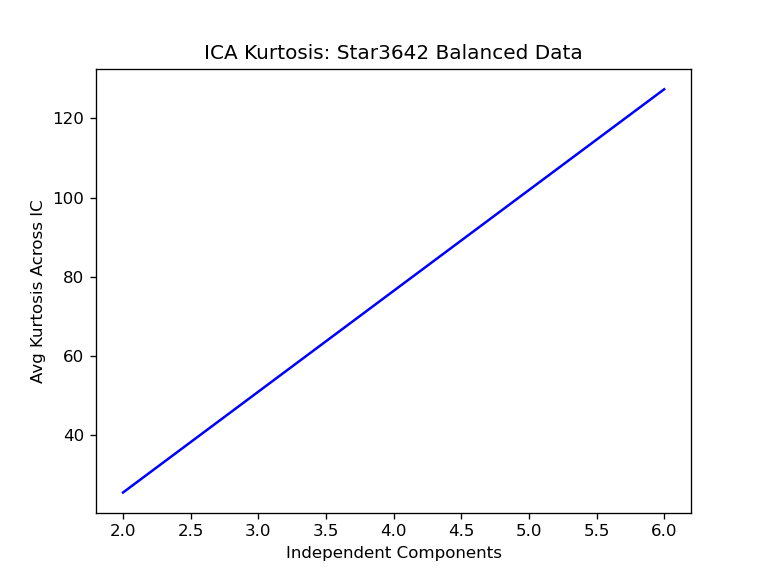 ICA Kurtosis: Star3642 Balanced Data
Avg Kurtosis Across IC
120
100
80
60
40
2.0 2.5 3.0 3.5 4.0 4.5 5.0 5.5 6.0
Independent Components